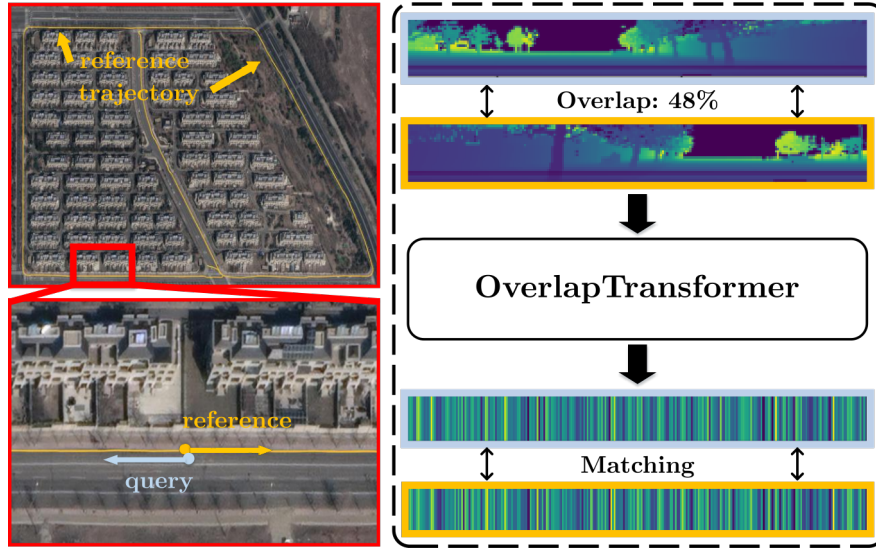 reference
trajectory
reference
query
Overlap: 48%
OverlapTransformer
Matching